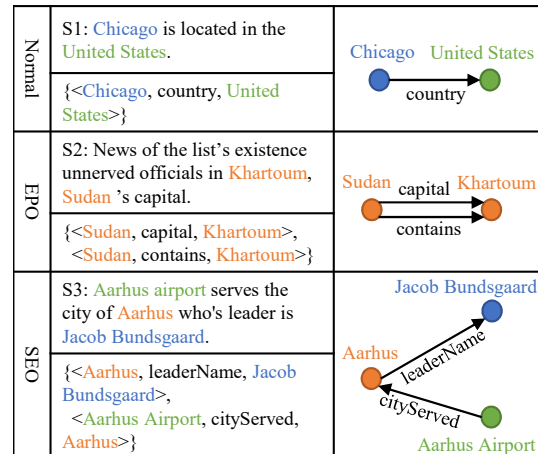 Normal
S1: Chicago is located in the
United States.
{<Chicago, country, United
States>}
Chicago
United States
country
EPO
S2: News of the list's existence
unnerved officials in Khartoum,
Sudan 's capital.
{<Sudan, capital, Khartoum>,
<Sudan, contains, Khartoum>}
Sudan
capital
Khartoum
contains
SEO
S3: Aarhus airport serves the
city of Aarhus who's leader is
Jacob Bundsgaard.
{<Aarhus, leaderName, Jacob
Bundsgaard>,
<Aarhus Airport, cityServed,
Aarhus>}
Jacob Bundsgaard
Aarhus
leaderName
cityServed
Aarhus Airport